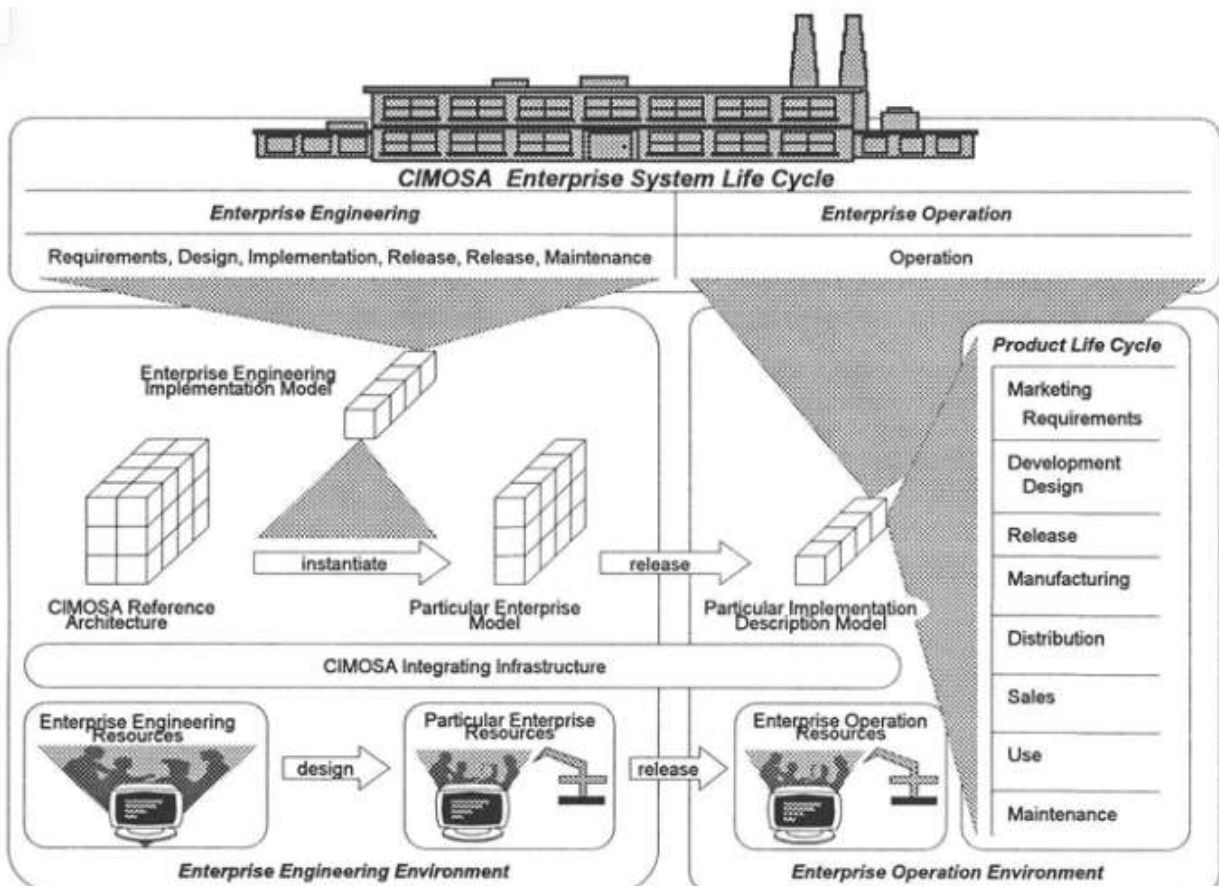 CIMOSA Enterprise System Life Cycle
Enterprise Engineering
Enterprise Operation
Requirements, Design, Implementation, Release, Release, Maintenance
Operation
Enterprise Engineering
Implementation Model
Product Life Cycle
Marketing
Requirements
Development
Design
Release
Manufacturing
Distribution
Sales
Use
Maintenance
instantiate
release
CIMOSA Reference
Architecture
Particular Enterprise
Model
Particular Implementation
Description Model
CIMOSA Integrating Infrastructure
Enterprise Engineering
Resources
design
Particular Enterprise
Resources
release
Enterprise Operation
Resources
Enterprise Engineering Environment
Enterprise Operation Environment